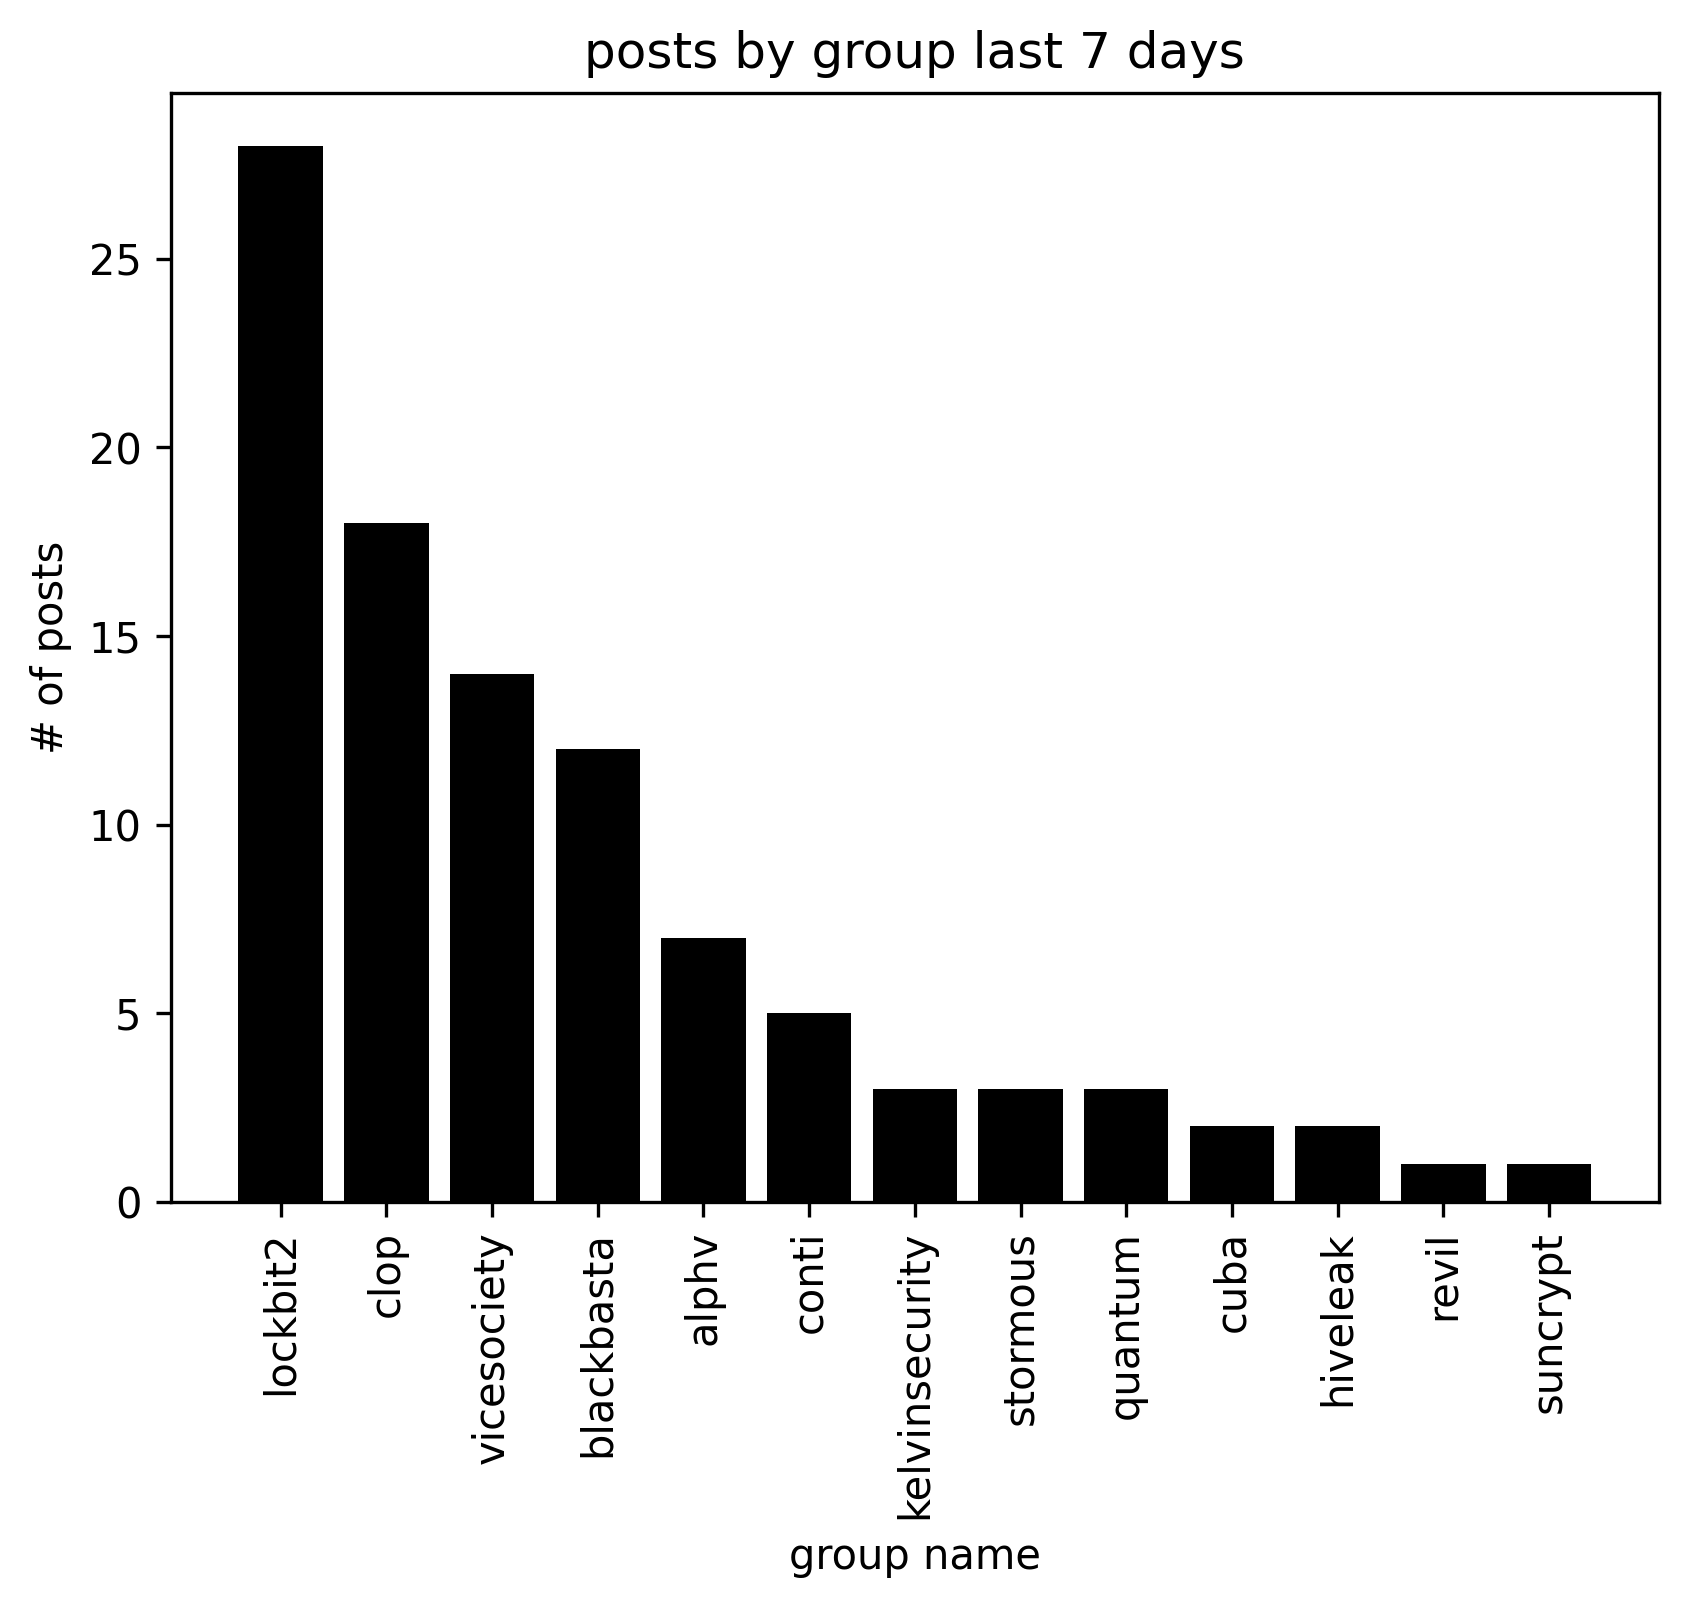 posts by group last 7 days
# of posts
25
20
15
10
5
0
lockbit2
clop
vicesociety
blackbasta
alphv
conti
kelvinsecurity
stormous
quantum
cuba
hiveleak
revil
suncrypt
group name